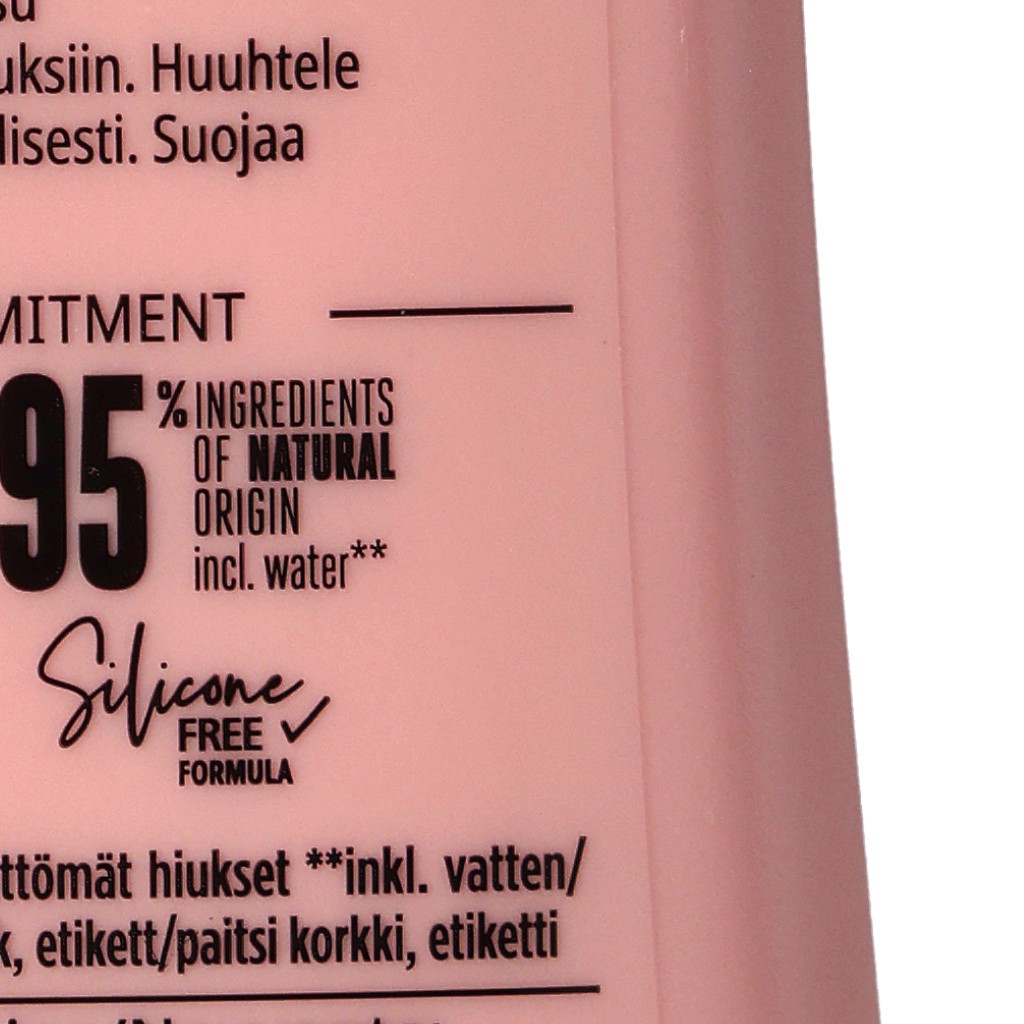 uksiin. Huuhtele
lisesti. Suojaa
MITMENT
95% INGREDIENTS
OF NATURAL
ORIGIN
incl. water**
Silicone
FREE
FORMULA
ttömät hiukset **inkl. vatten/
k, etikett/paitsi korkki, etiketti